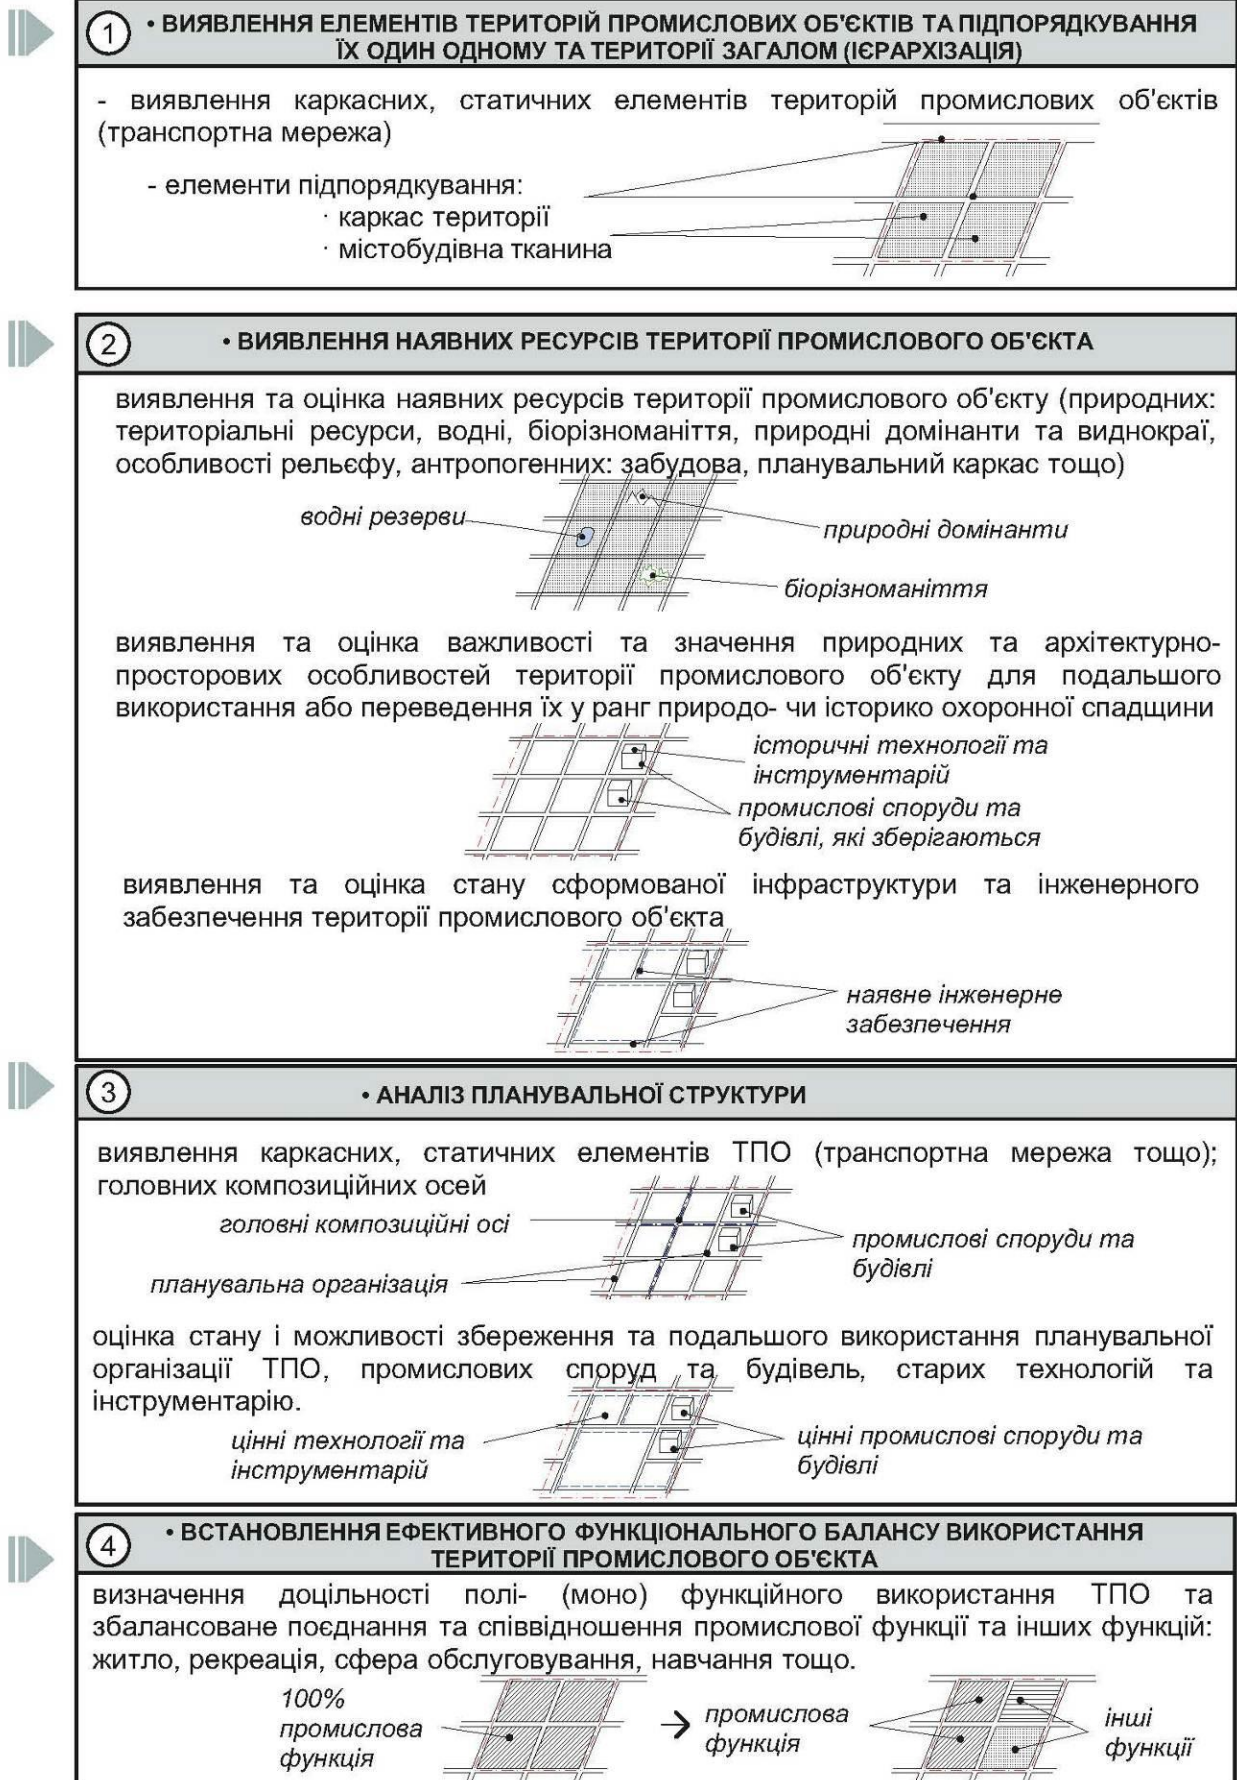 1
• ВИЯВЛЕННЯ ЕЛЕМЕНТІВ ТЕРИТОРІЙ ПРОМИСЛОВИХ ОБ'ЄКТІВ ТА ПІДПОРЯДКУВАННЯ
ЇХ ОДИН ОДНОМУ ТА ТЕРИТОРІЇ ЗАГАЛОМ (ІЄРАРХІЗАЦІЯ)
- виявлення каркасних, статичних елементів територій промислових об'єктів
(транспортна мережа)
- елементи підпорядкування:
· каркас території
· містобудівна тканина
2
• ВИЯВЛЕННЯ НАЯВНИХ РЕСУРСІВ ТЕРИТОРІЇ ПРОМИСЛОВОГО ОБ'ЄКТА
виявлення та оцінка наявних ресурсів території промислового об'єкту (природних:
територіальні ресурси, водні, біорізноманіття, природні домінанти та виднокраї,
особливості рельєфу, антропогенних: забудова, планувальний каркас тощо)
водні резерви
природні домінанти
біорізноманіття
виявлення та оцінка важливості та значення природних та архітектурно-
просторових особливостей території промислового об'єкту для подальшого
використання або переведення їх у ранг природо- чи історико охоронної спадщини
історичні технології та
інструментарій
промислові споруди та
будівлі, які зберігаються
виявлення та оцінка стану сформованої інфраструктури та інженерного
забезпечення території промислового об'єкта
наявне інженерне
забезпечення
3
• АНАЛІЗ ПЛАНУВАЛЬНОЇ СТРУКТУРИ
виявлення каркасних, статичних елементів ТПО (транспортна мережа тощо);
головних композиційних осей
головні композиційні осі
промислові споруди та
будівлі
планувальна організація
оцінка стану і можливості збереження та подальшого використання планувальної
організації ТПО, промислових споруд та будівель, старих технологій та
інструментарію.
цінні технології та
інструментарій
цінні промислові споруди та
будівлі
4
• ВСТАНОВЛЕННЯ ЕФЕКТИВНОГО ФУНКЦІОНАЛЬНОГО БАЛАНСУ ВИКОРИСТАННЯ
ТЕРИТОРІЇ ПРОМИСЛОВОГО ОБ'ЄКТА
визначення доцільності полі- (моно) функційного використання ТПО та
збалансоване поєднання та співвідношення промислової функції та інших функцій:
житло, рекреація, сфера обслуговування, навчання тощо.
100%
промислова
функція
промислова
функція
інші
функції